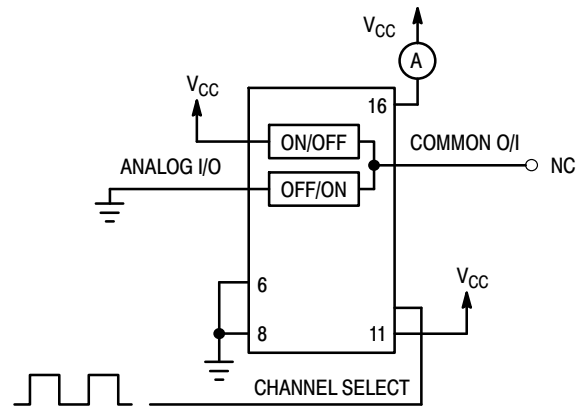 VCC
A
VCC
16
ON/OFF
COMMON O/I
NC
ANALOG I/O
OFF/ON
VCC
6
8
11
CHANNEL SELECT